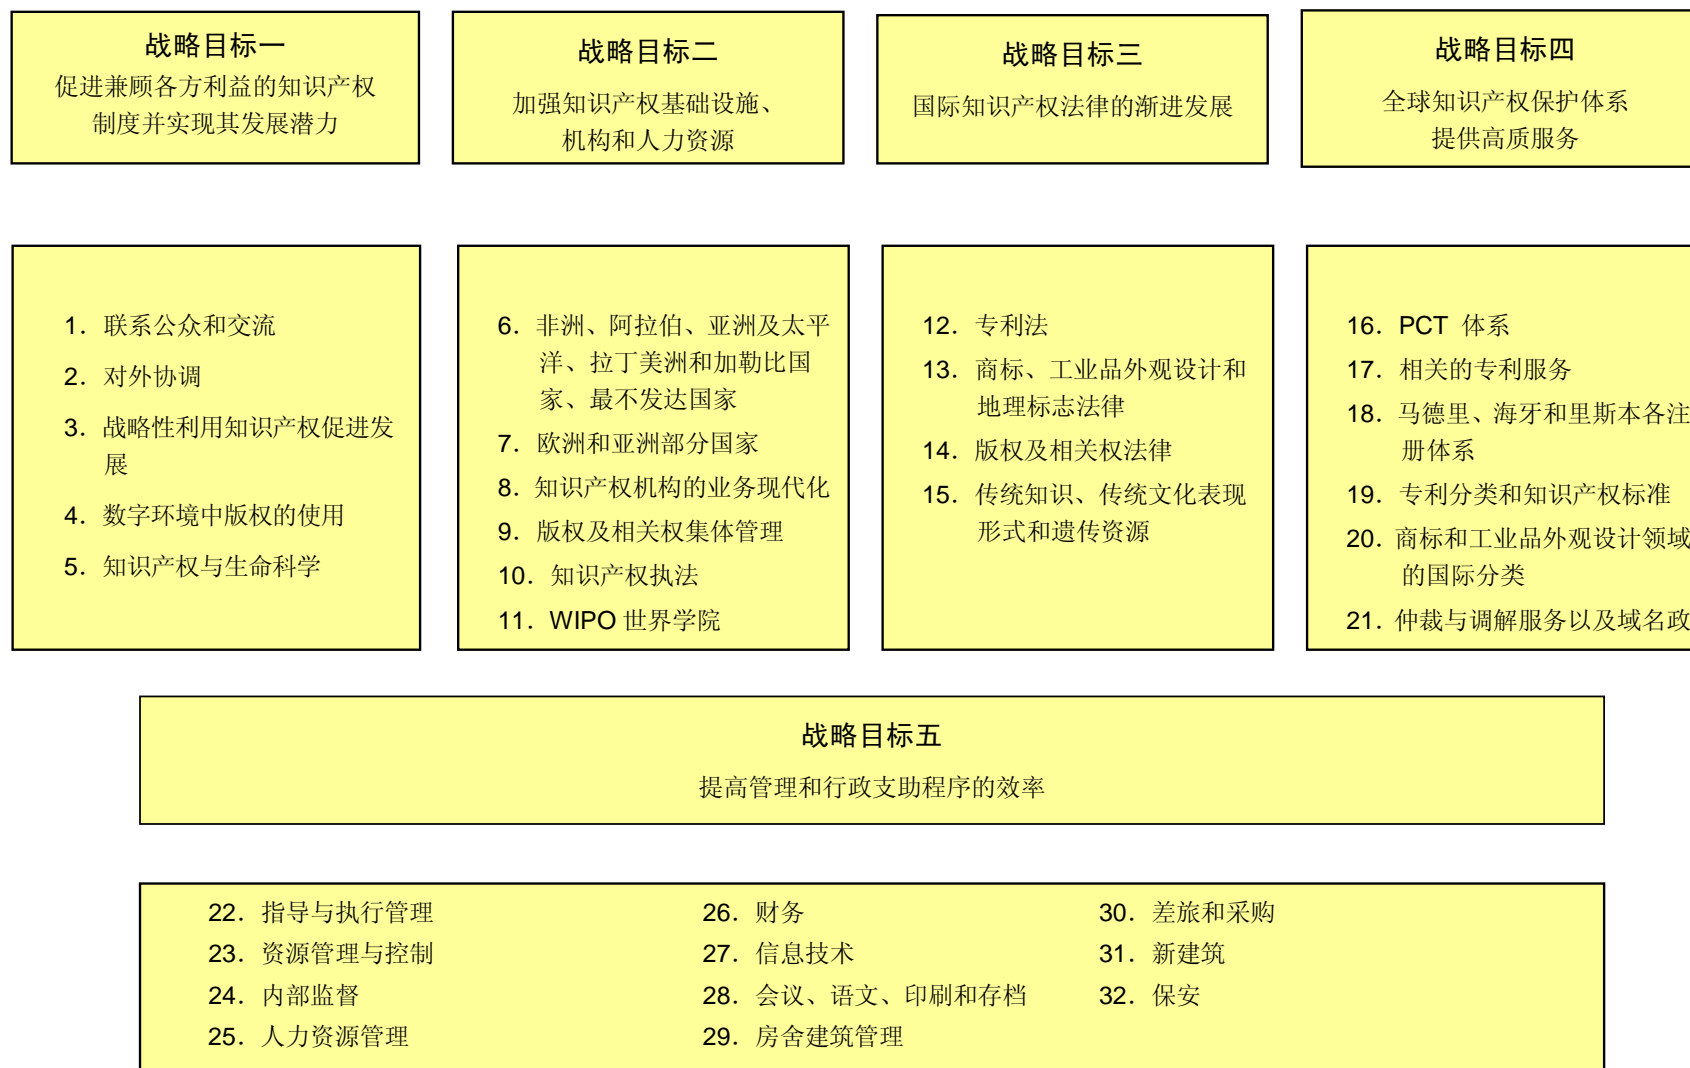 战略目标一
促进兼顾各方利益的知识产权
制度并实现其发展潜力
战略目标二
加强知识产权基础设施、
机构和人力资源
战略目标三
国际知识产权法律的渐进发展
战略目标四
全球知识产权保护体系
提供高质服务
1. 联系公众和交流
2. 对外协调
3. 战略性利用知识产权促进发
展
4. 数字环境中版权的使用
5. 知识产权与生命科学
6. 非洲、阿拉伯、亚洲及太平
洋、拉丁美洲和加勒比国
家、最不发达国家
7. 欧洲和亚洲部分国家
8. 知识产权机构的业务现代化
9. 版权及相关权集体管理
10. 知识产权执法
11. WIPO 世界学院
12. 专利法
13. 商标、工业品外观设计和
地理标志法律
14. 版权及相关权法律
15. 传统知识、传统文化表现
形式和遗传资源
16. PCT 体系
17. 相关的专利服务
18. 马德里、海牙和里斯本各注
册体系
19. 专利分类和知识产权标准
20. 商标和工业品外观设计领域
的国际分类
21. 仲裁与调解服务以及域名政
战略目标五
提高管理和行政支助程序的效率
22. 指导与执行管理
23. 资源管理与控制
24. 内部监督
25. 人力资源管理
26. 财务
27. 信息技术
28. 会议、语文、印刷和存档
29. 房舍建筑管理
30. 差旅和采购
31. 新建筑
32. 保安